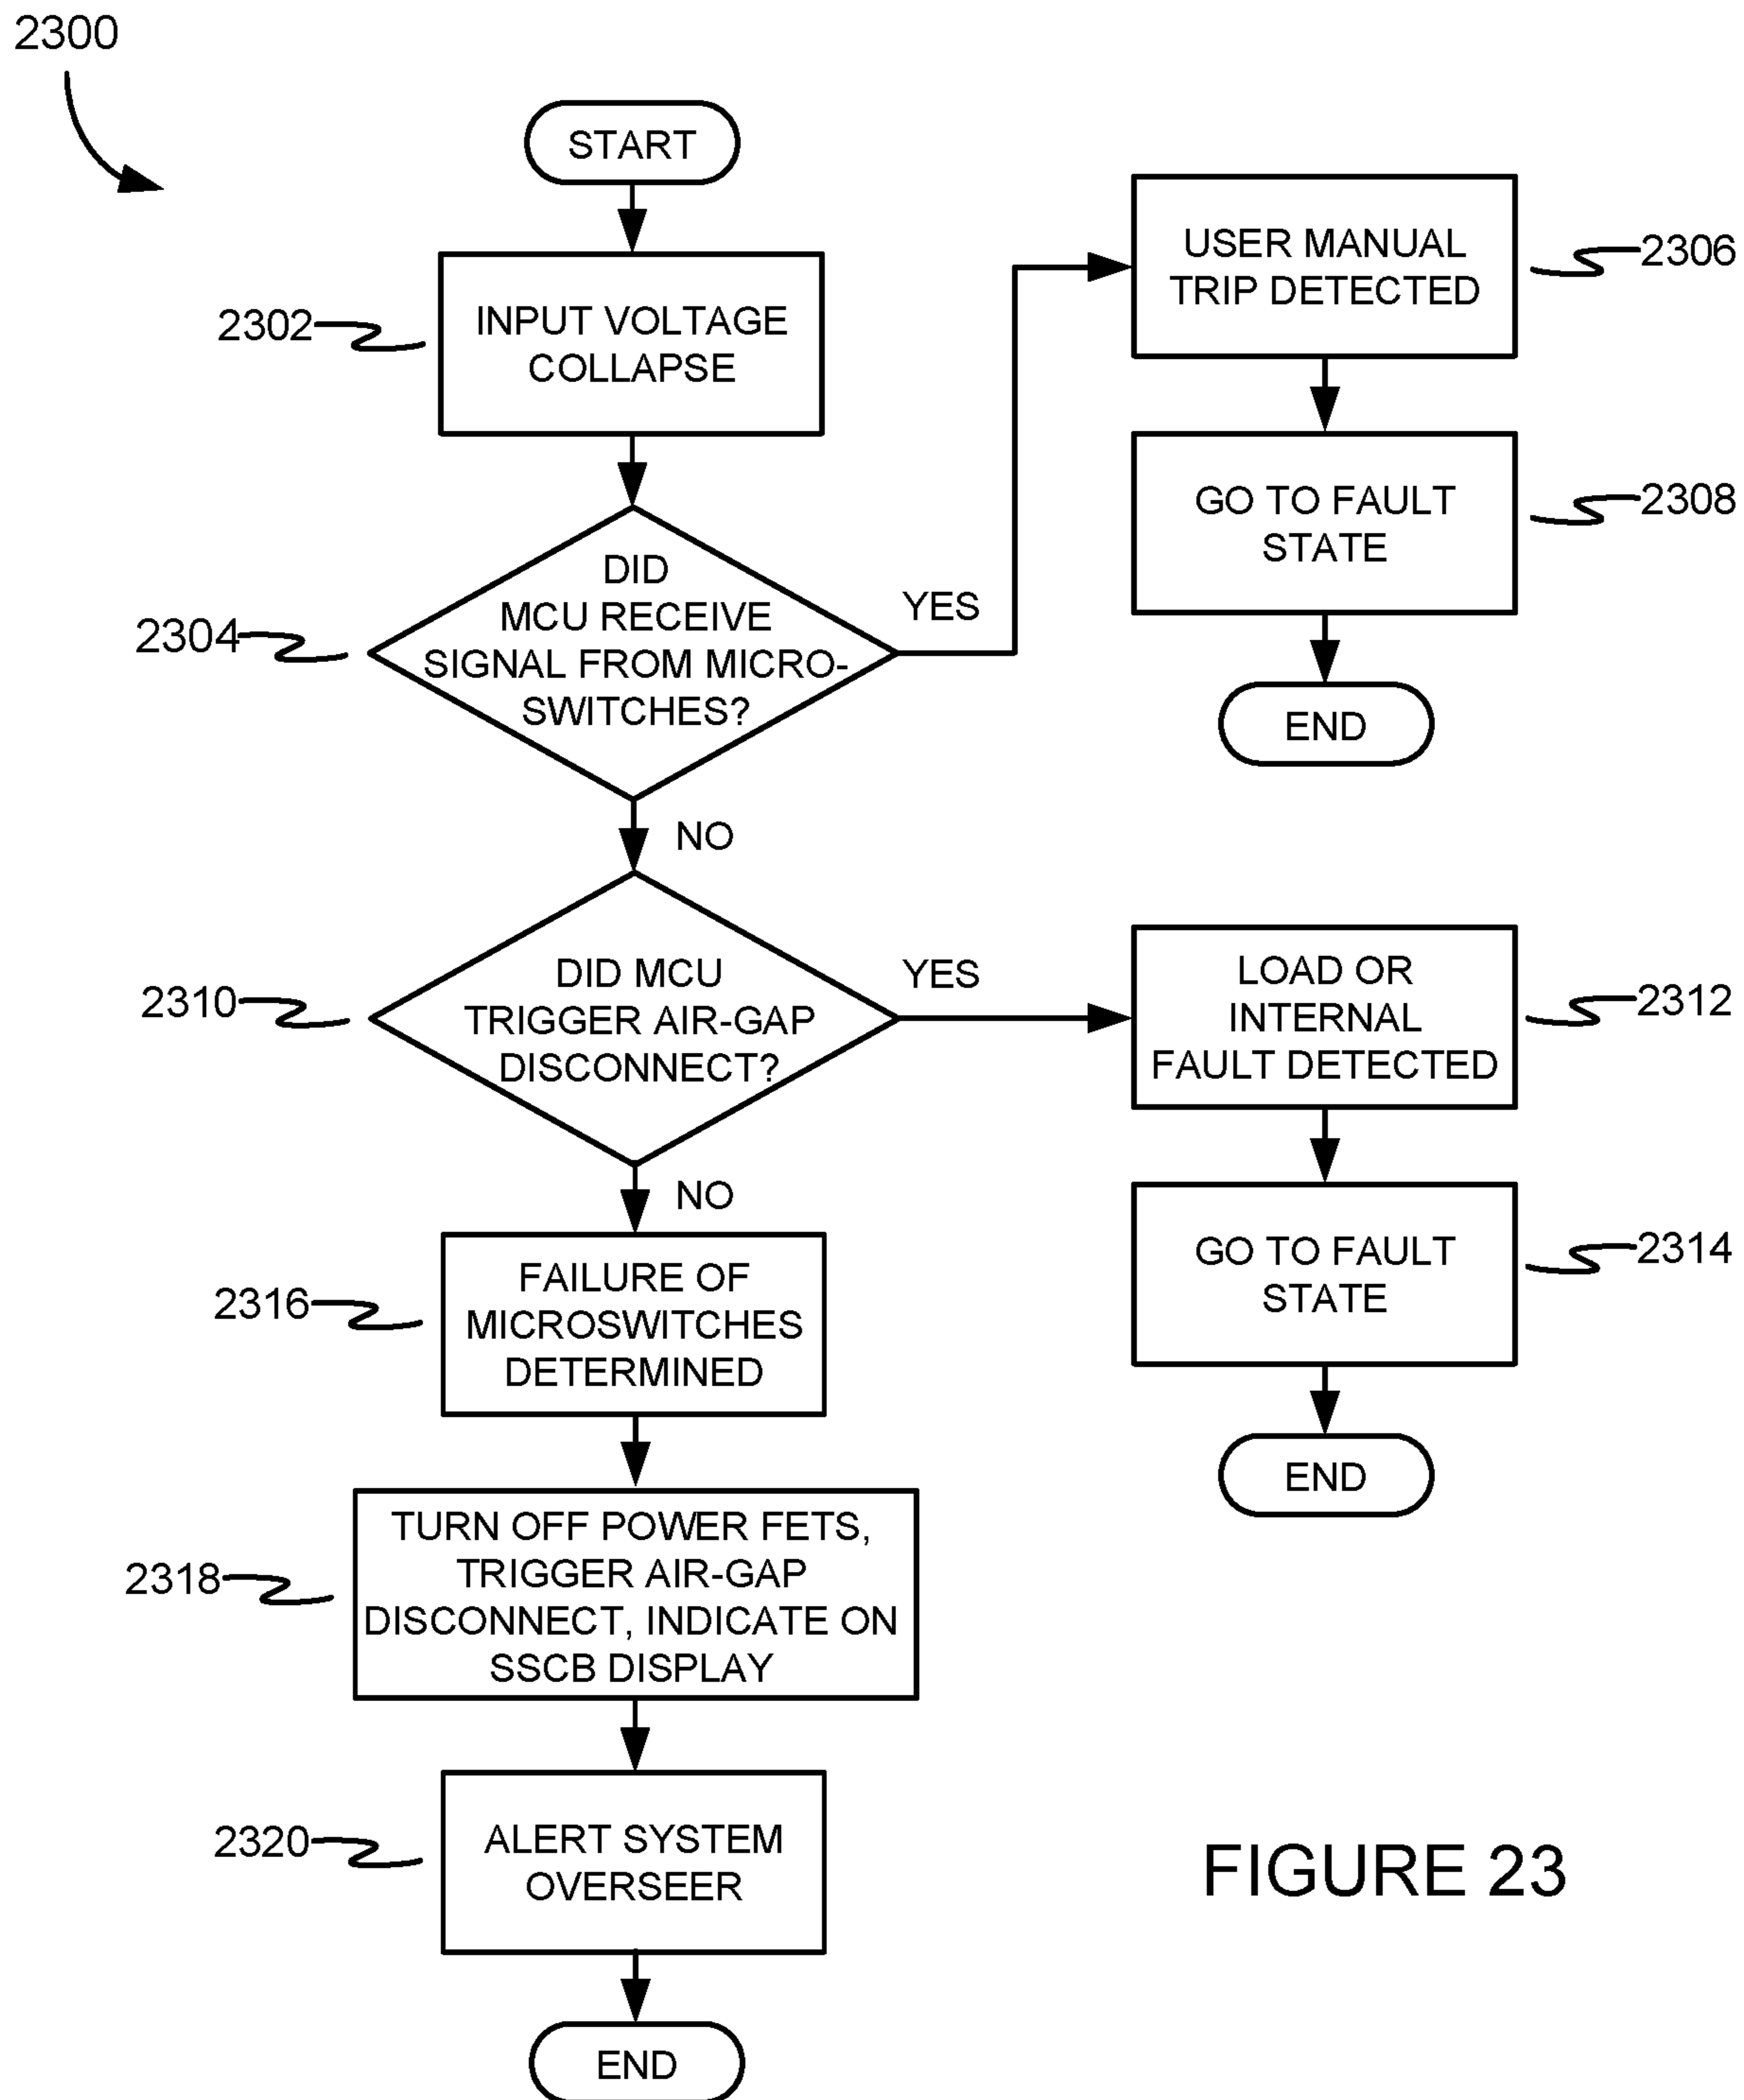 2300
START
2302
INPUT VOLTAGE
COLLAPSE
2304
DID
MCU RECEIVE
SIGNAL FROM MICRO-
SWITCHES?
YES
USER MANUAL
TRIP DETECTED
2306
GO TO FAULT
STATE
2308
END
NO
2310
DID MCU
TRIGGER AIR-GAP
DISCONNECT?
YES
LOAD OR
INTERNAL
FAULT DETECTED
2312
GO TO FAULT
STATE
2314
END
NO
2316
FAILURE OF
MICROSWITCHES
DETERMINED
2318
TURN OFF POWER FETS,
TRIGGER AIR-GAP
DISCONNECT, INDICATE ON
SSCB DISPLAY
2320
ALERT SYSTEM
OVERSEER
END
FIGURE 23